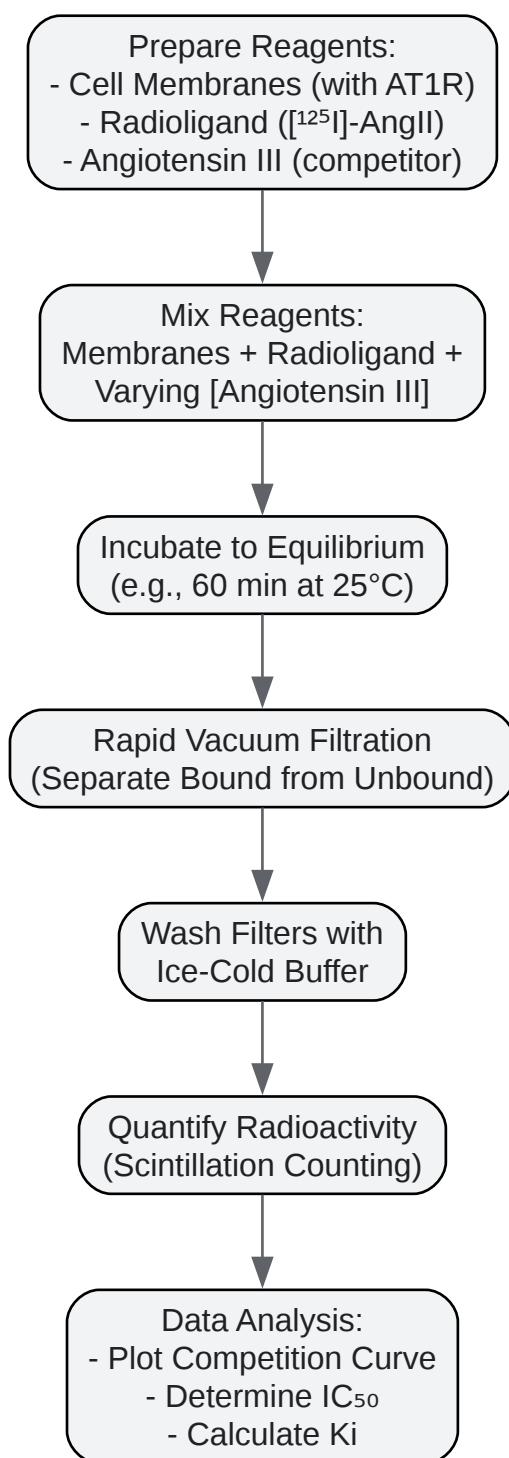 Prepare Reagents:
- Cell Membranes (with AT1R)
- Radioligand ([¹²⁵I]-AngII)
- Angiotensin III (competitor)
Mix Reagents:
Membranes + Radioligand +
Varying [Angiotensin III]
Incubate to Equilibrium
(e.g., 60 min at 25°C)
Rapid Vacuum Filtration
(Separate Bound from Unbound)
Wash Filters with
Ice-Cold Buffer
Quantify Radioactivity
(Scintillation Counting)
Data Analysis:
- Plot Competition Curve
- Determine IC₅₀
- Calculate Ki